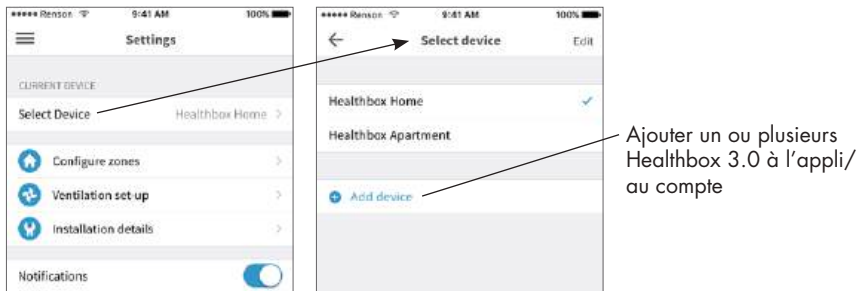 Renson 9:41 AM 100%
Settings
CURRENT DEVICE
Select Device Healthbox Home
Configure zones
Ventilation set-up
Installation details
Notifications
Renson 9:41 AM 100%
Select device Edit
Healthbox Home
Healthbox Apartment
Add device
Ajouter un ou plusieurs
Healthbox 3.0 à l'appli/
au compte